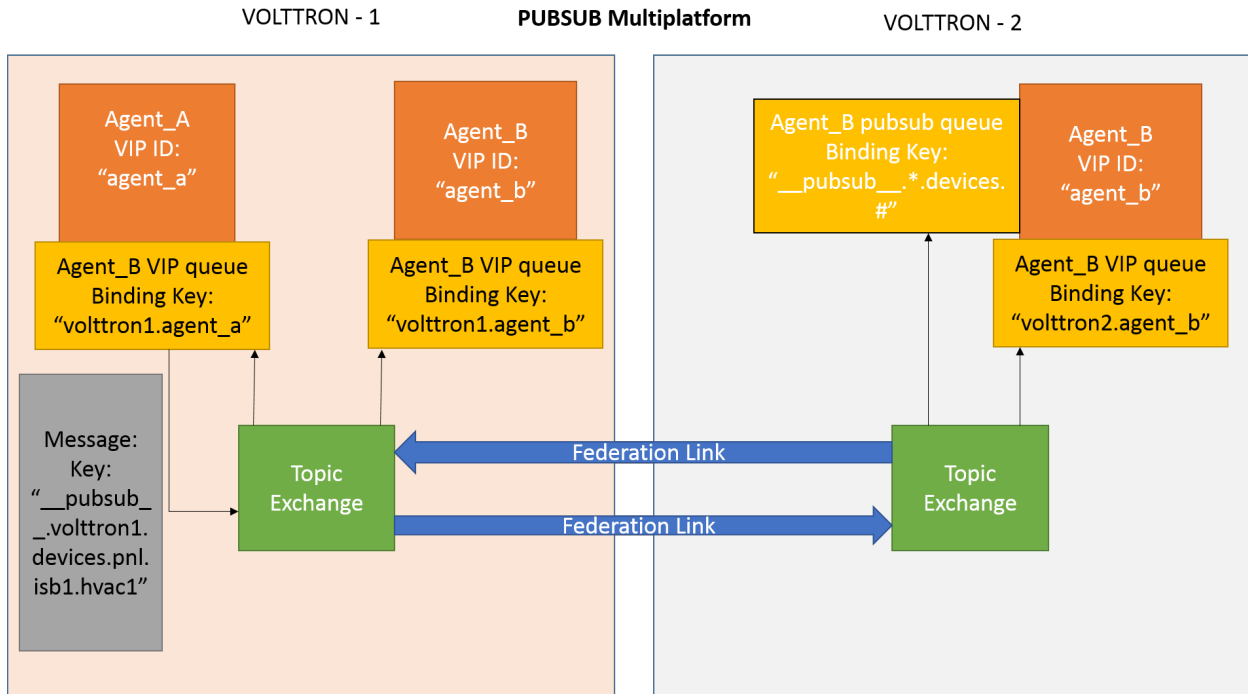 VOLTTRON - 1
PUBSUB Multiplatform
VOLTTRON - 2
Agent_A
VIP ID:
“agent_a”
Agent_B VIP queue
Binding Key:
“volttron1.agent_a”
Agent_B
VIP ID:
“agent_b”
Agent_B VIP queue
Binding Key:
“volttron1.agent_b”
Message:
Key:
“__pubsub_
_.volttron1.
devices.pnl.
isb1.hvac1”
Topic
Exchange
Federation Link
Federation Link
Agent_B pubsub queue
Binding Key:
“__pubsub__.*.devices.
#”
Agent_B
VIP ID:
“agent_b”
Agent_B VIP queue
Binding Key:
“volttron2.agent_b”
Topic
Exchange